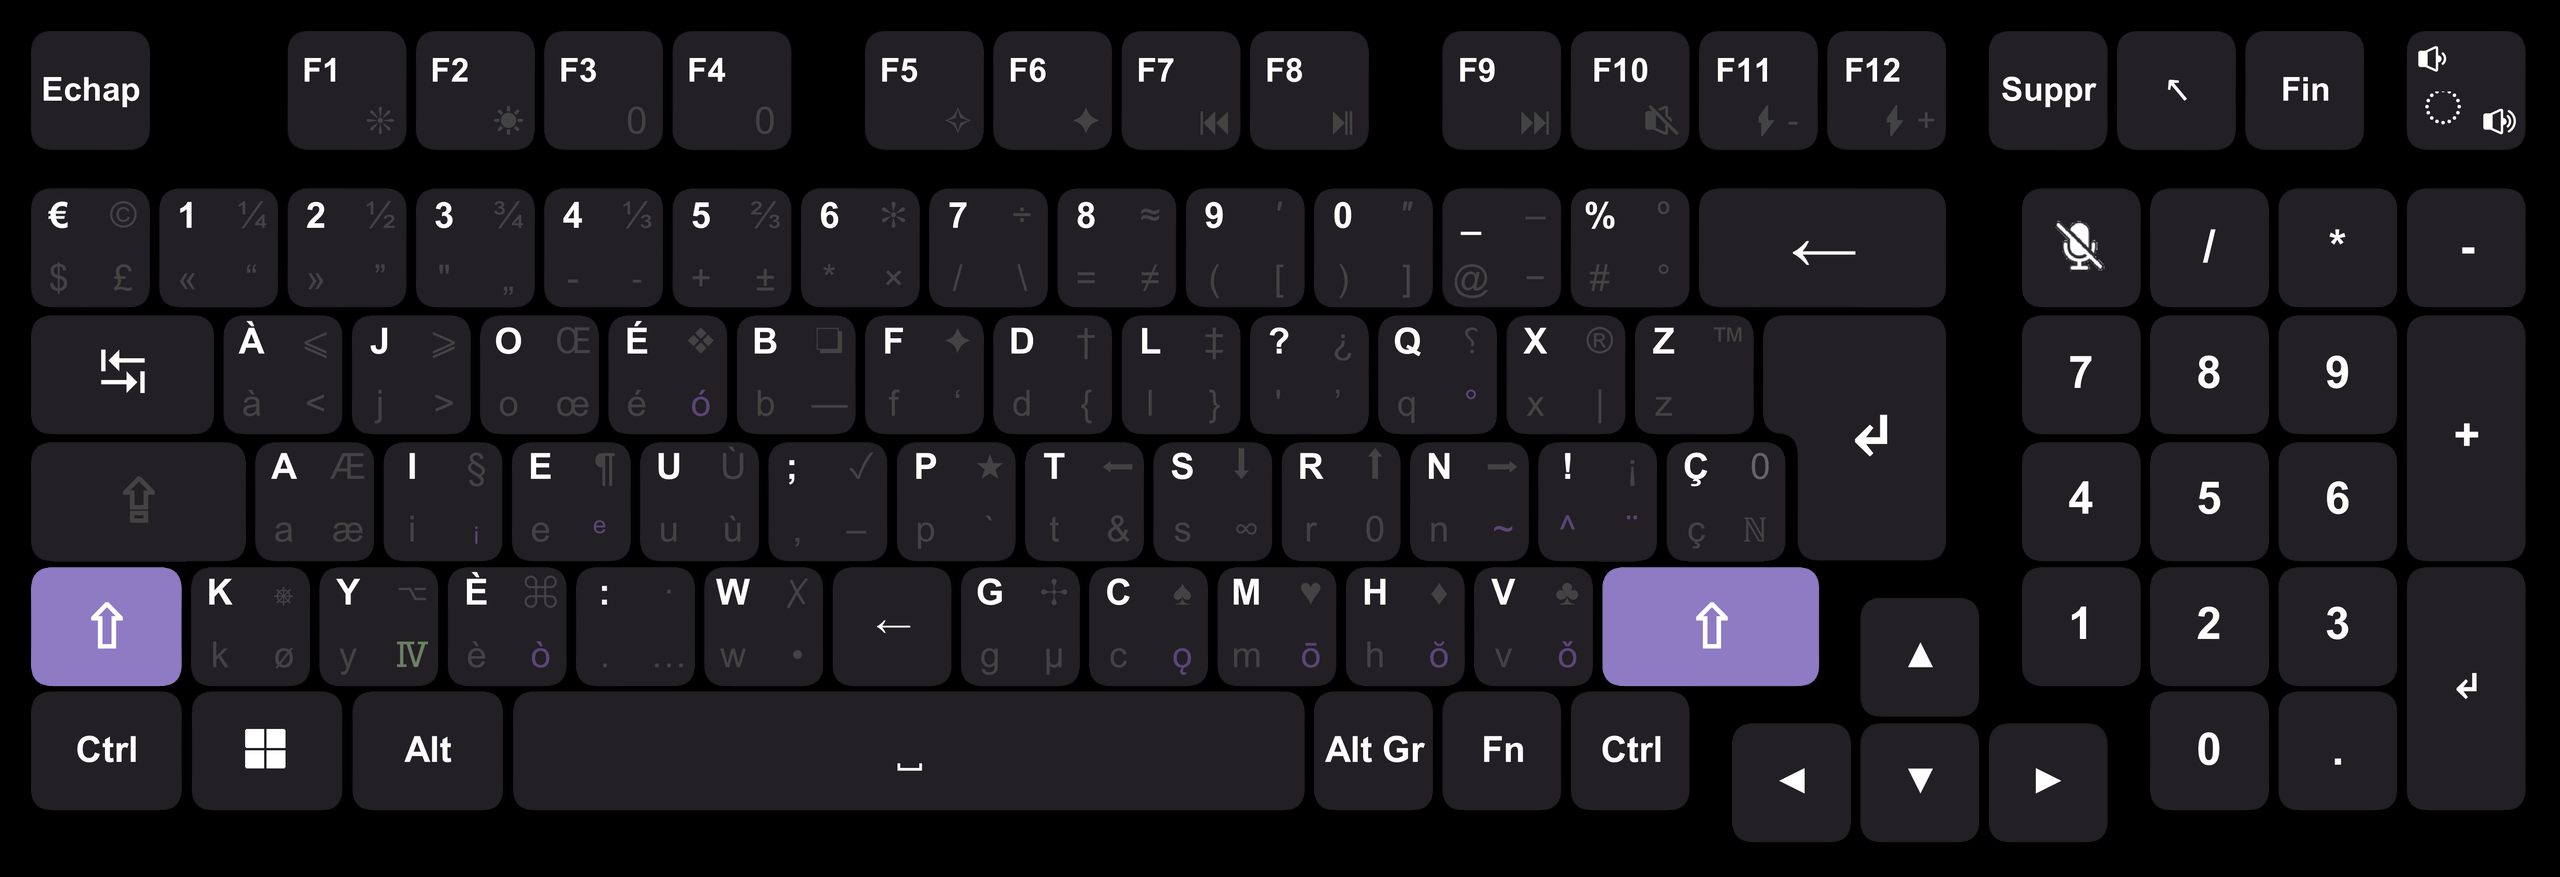 Echap F1 F2 F3 0 F4 0 F5 F6 F7 F8 F9 F10 F11 - F12 + Suppr ↖ Fin
€ © 1 ¼ 2 ½ 3 ¾ 4 ⅓ 5 ⅔ 6 ✻ 7 ÷ 8 ≈ 9 ′ 0 ″ _ – % º ← / * -
$ £ « “ » ” " „ - - + ± * × / \ = ≠ ( [ ) ] @ − # °
À ⩽ J ⩾ O Œ É ❖ B ❏ F ✦ D † L ‡ ? ¿ Q ⸮ X ® Z ™ 7 8 9 +
à < j > o œ é ó b — f ‘ d { l } ' ’ q ° x | z
A Æ I § E ¶ U Ù ; ✓ P ★ T ← S ↓ R ↑ N → ! ¡ Ç 0 ↲ 4 5 6
a æ i i e e u ù , – p ` t & s ∞ r 0 n ~ ^ ¨ ç ℕ
⇧ K ⎈ Y ⌥ È ⌘ : · W ╳ ← G ✢ C ♠ M ♥ H ♦ V ♣ ⇧ 1 2 3
k ø y Ⅳ è ò . … w • g µ c ǫ m ō h ŏ v ǒ ▲ ↲
Ctrl Alt ⎵ Alt Gr Fn Ctrl ◀ ▼ ▶ 0 .